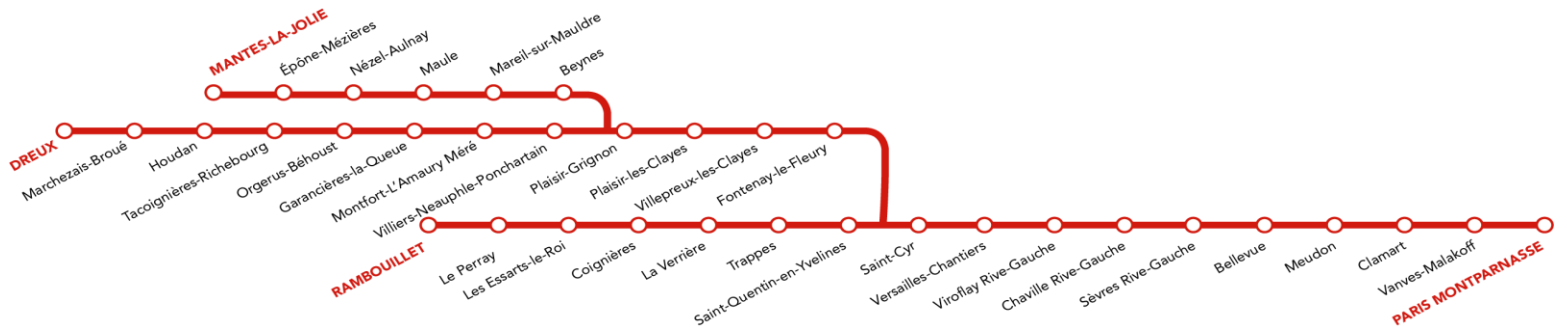 MANTES-LA-JOLIE
Épône-Mézières
Nézel-Aulnay
Maule
Mareil-sur-Mauldre
Beynes
DREUX
Marchezais-Broué
Houdan
Tacoignières-Richebourg
Orgerus-Béhoust
Garancières-la-Queue
Montfort-L'Amaury Méré
Villiers-Neauphle-Ponchartain
Plaisir-Grignon
Plaisir-les-Clayes
Villepreux-les-Clayes
Fontenay-le-Fleury
RAMBOUILLET
Le Perray
Les Essarts-le-Roi
Coignières
La Verrière
Trappes
Saint-Quentin-en-Yvelines
Saint-Cyr
Versailles-Chantiers
Viroflay Rive-Gauche
Chaville Rive-Gauche
Sèvres Rive-Gauche
Bellevue
Meudon
Clamart
Vanves-Malakoff
PARIS MONTPARNASSE